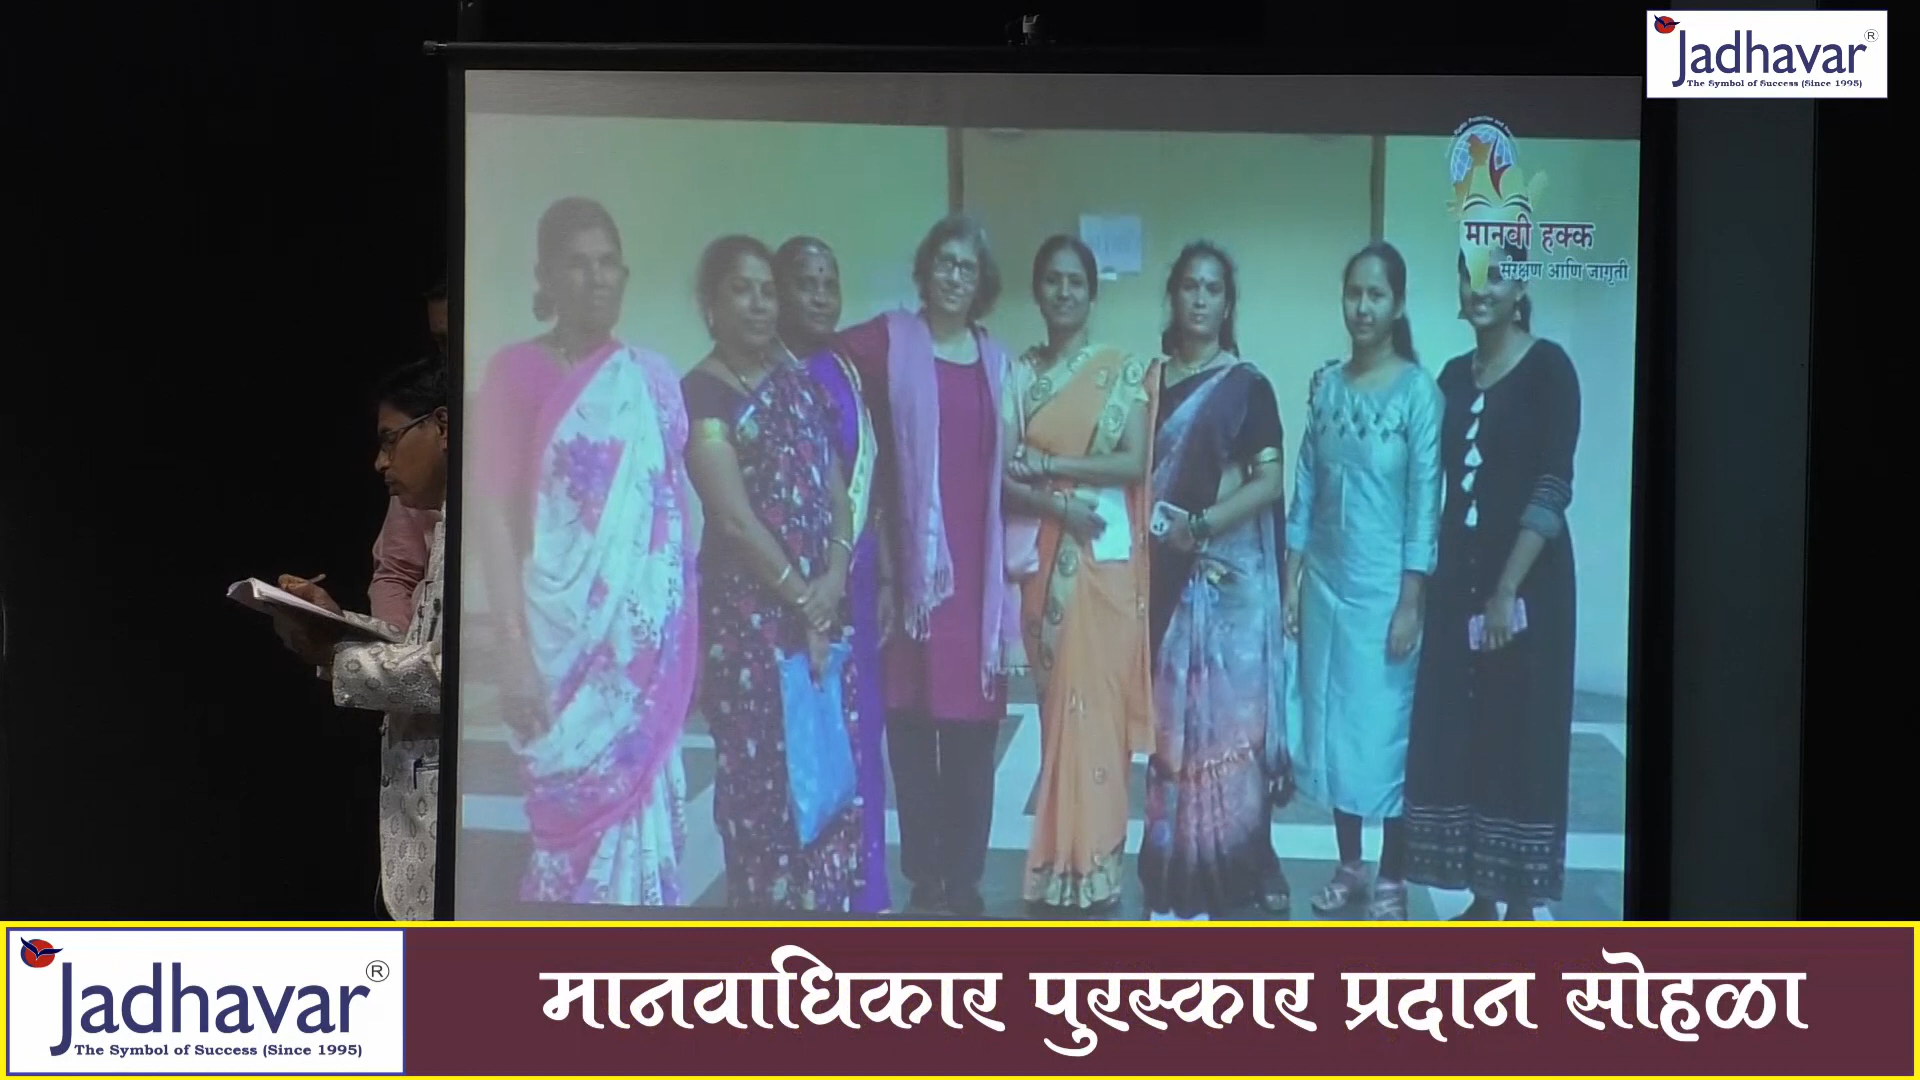 Jadhavar®
The Symbol of Success (Since 1995)
मानवी हक्क
संरक्षण आणि जागृती
Jadhavar®
The Symbol of Success (Since 1995)
मानवाधिकार पुरस्कार प्रदान सोहळा